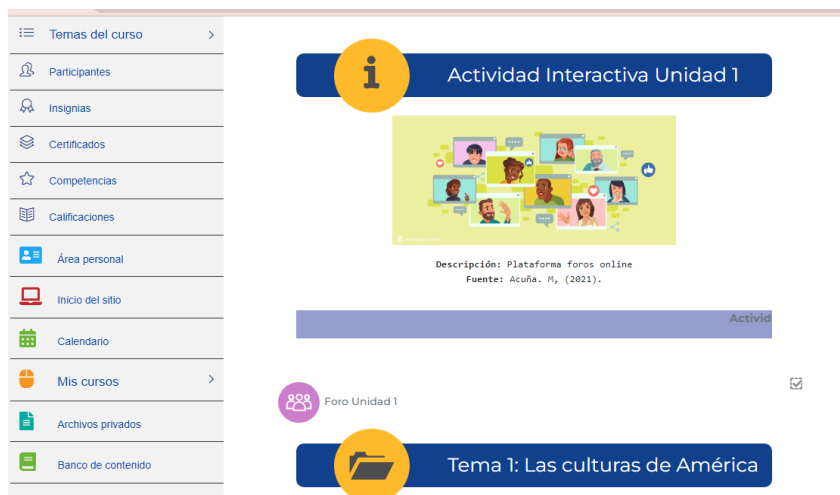 Temas del curso
Participantes
Insignias
Certificados
Competencias
Calificaciones
Área personal
Inicio del sitio
Calendario
Mis cursos
Archivos privados
Banco de contenido
Actividad Interactiva Unidad 1
Descripción: Plataforma foros online
Fuente: Acuña. M, (2021).
Activid
Foro Unidad 1
Tema 1: Las culturas de América